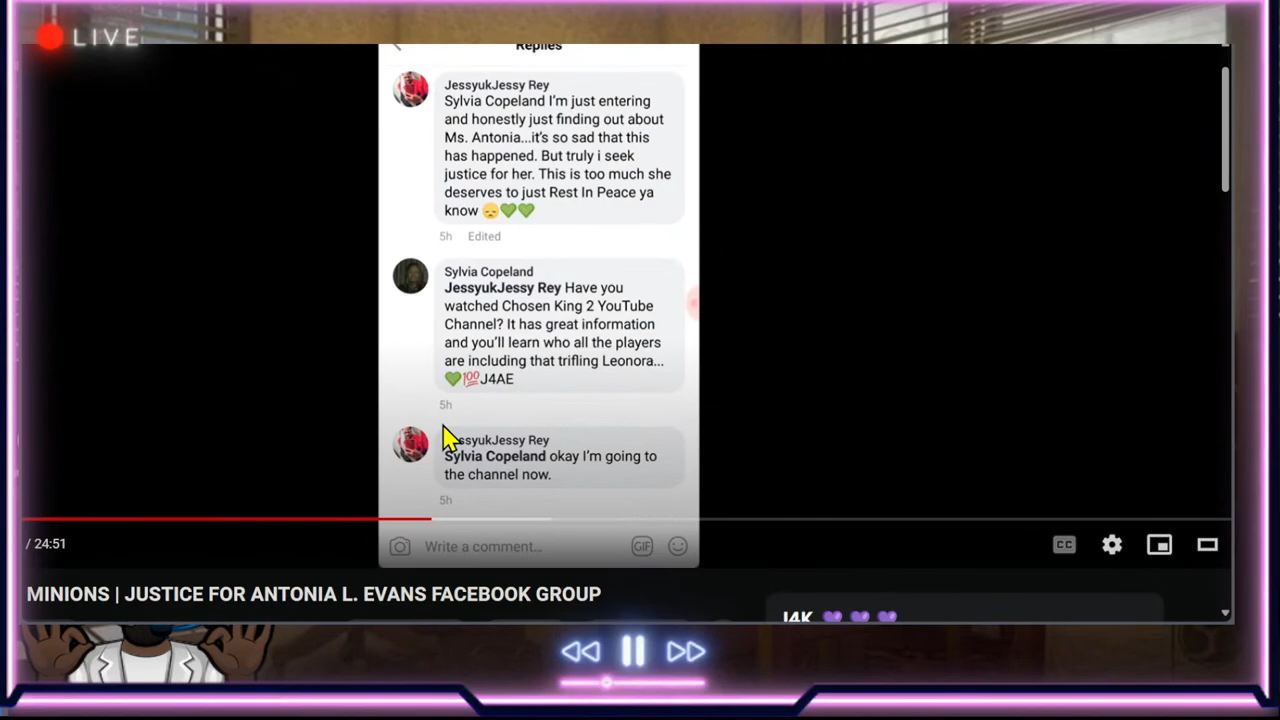 LIVE
Replies
JessyukJessy Rey
Sylvia Copeland I'm just entering
and honestly just finding out about
Ms. Antonia...it's so sad that this
has happened. But truly i seek
justice for her. This is too much she
deserves to just Rest In Peace ya
know 😞💚💚
5h Edited
Sylvia Copeland
JessyukJessy Rey Have you
watched Chosen King 2 YouTube
Channel? It has great information
and you'll learn who all the players
are including that trifling Leonora...
💚💯J4AE
5h
JessyukJessy Rey
Sylvia Copeland okay I'm going to
the channel now.
5h
Write a comment...
GIF
/ 24:51
CC
MINIONS | JUSTICE FOR ANTONIA L. EVANS FACEBOOK GROUP
J4K 💜 💜 💜